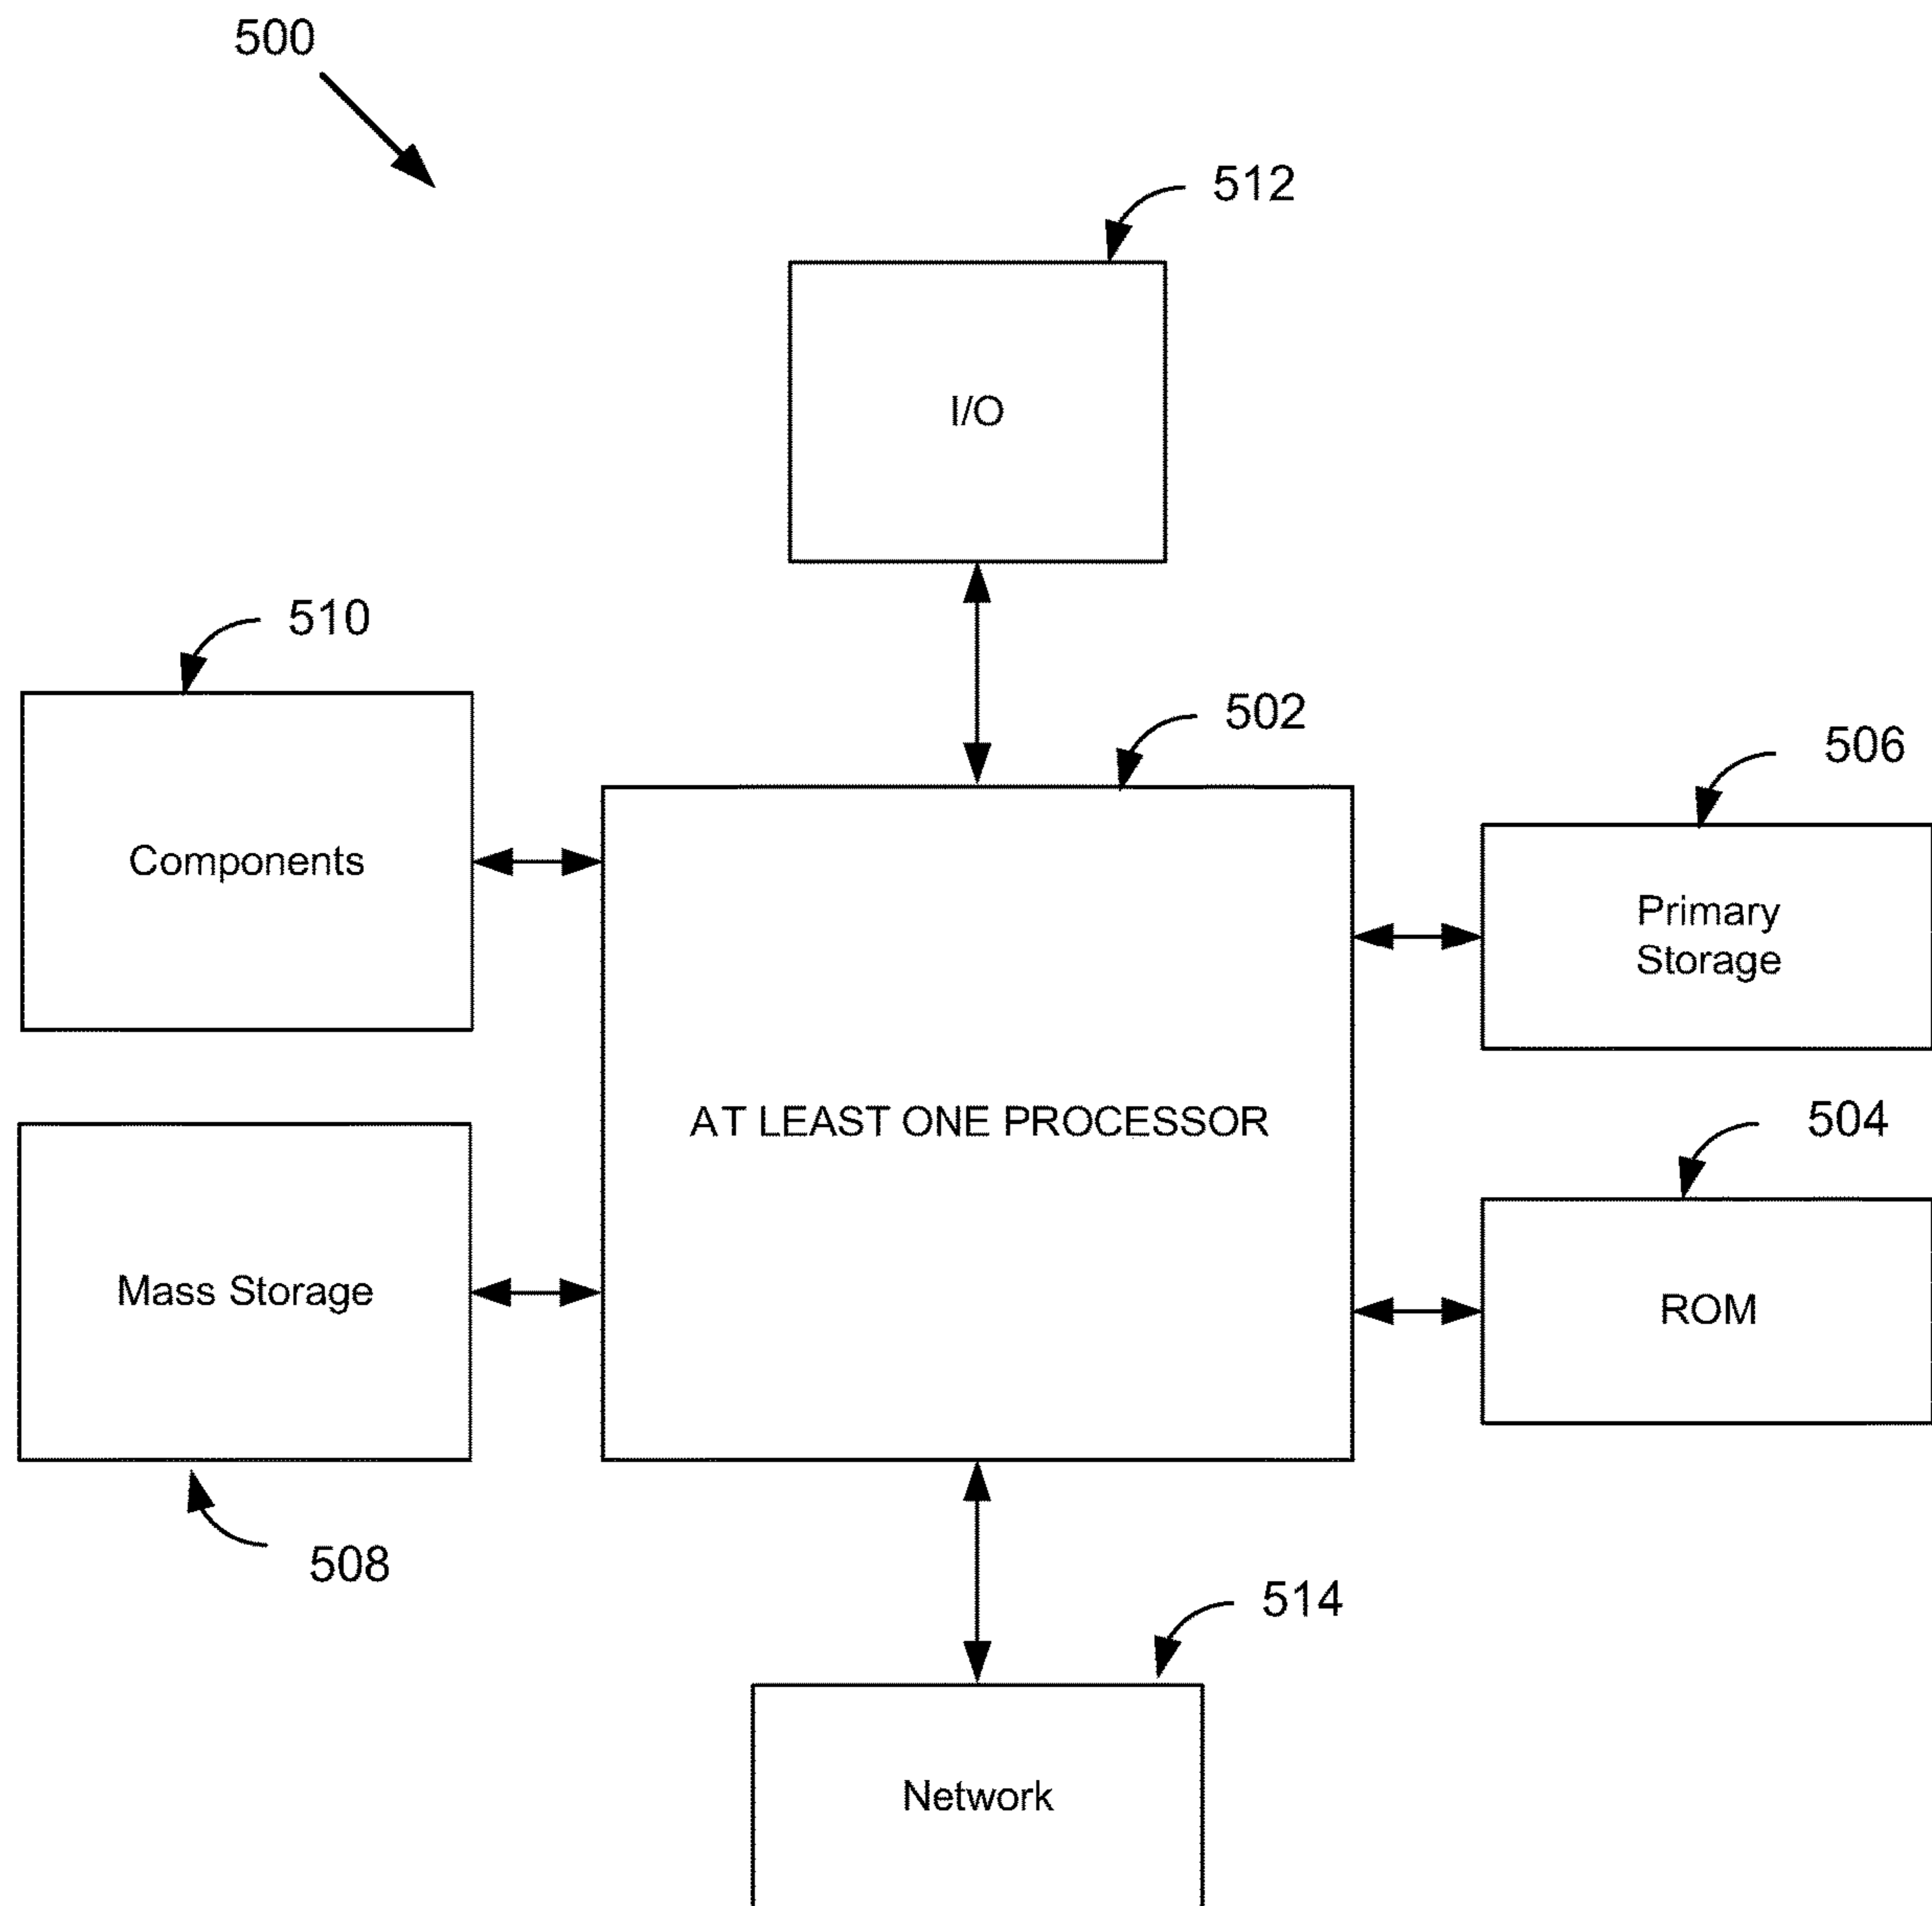 500
512
I/O
510
502
506
Components
Primary
Storage
AT LEAST ONE PROCESSOR
504
Mass Storage
ROM
508
514
Network